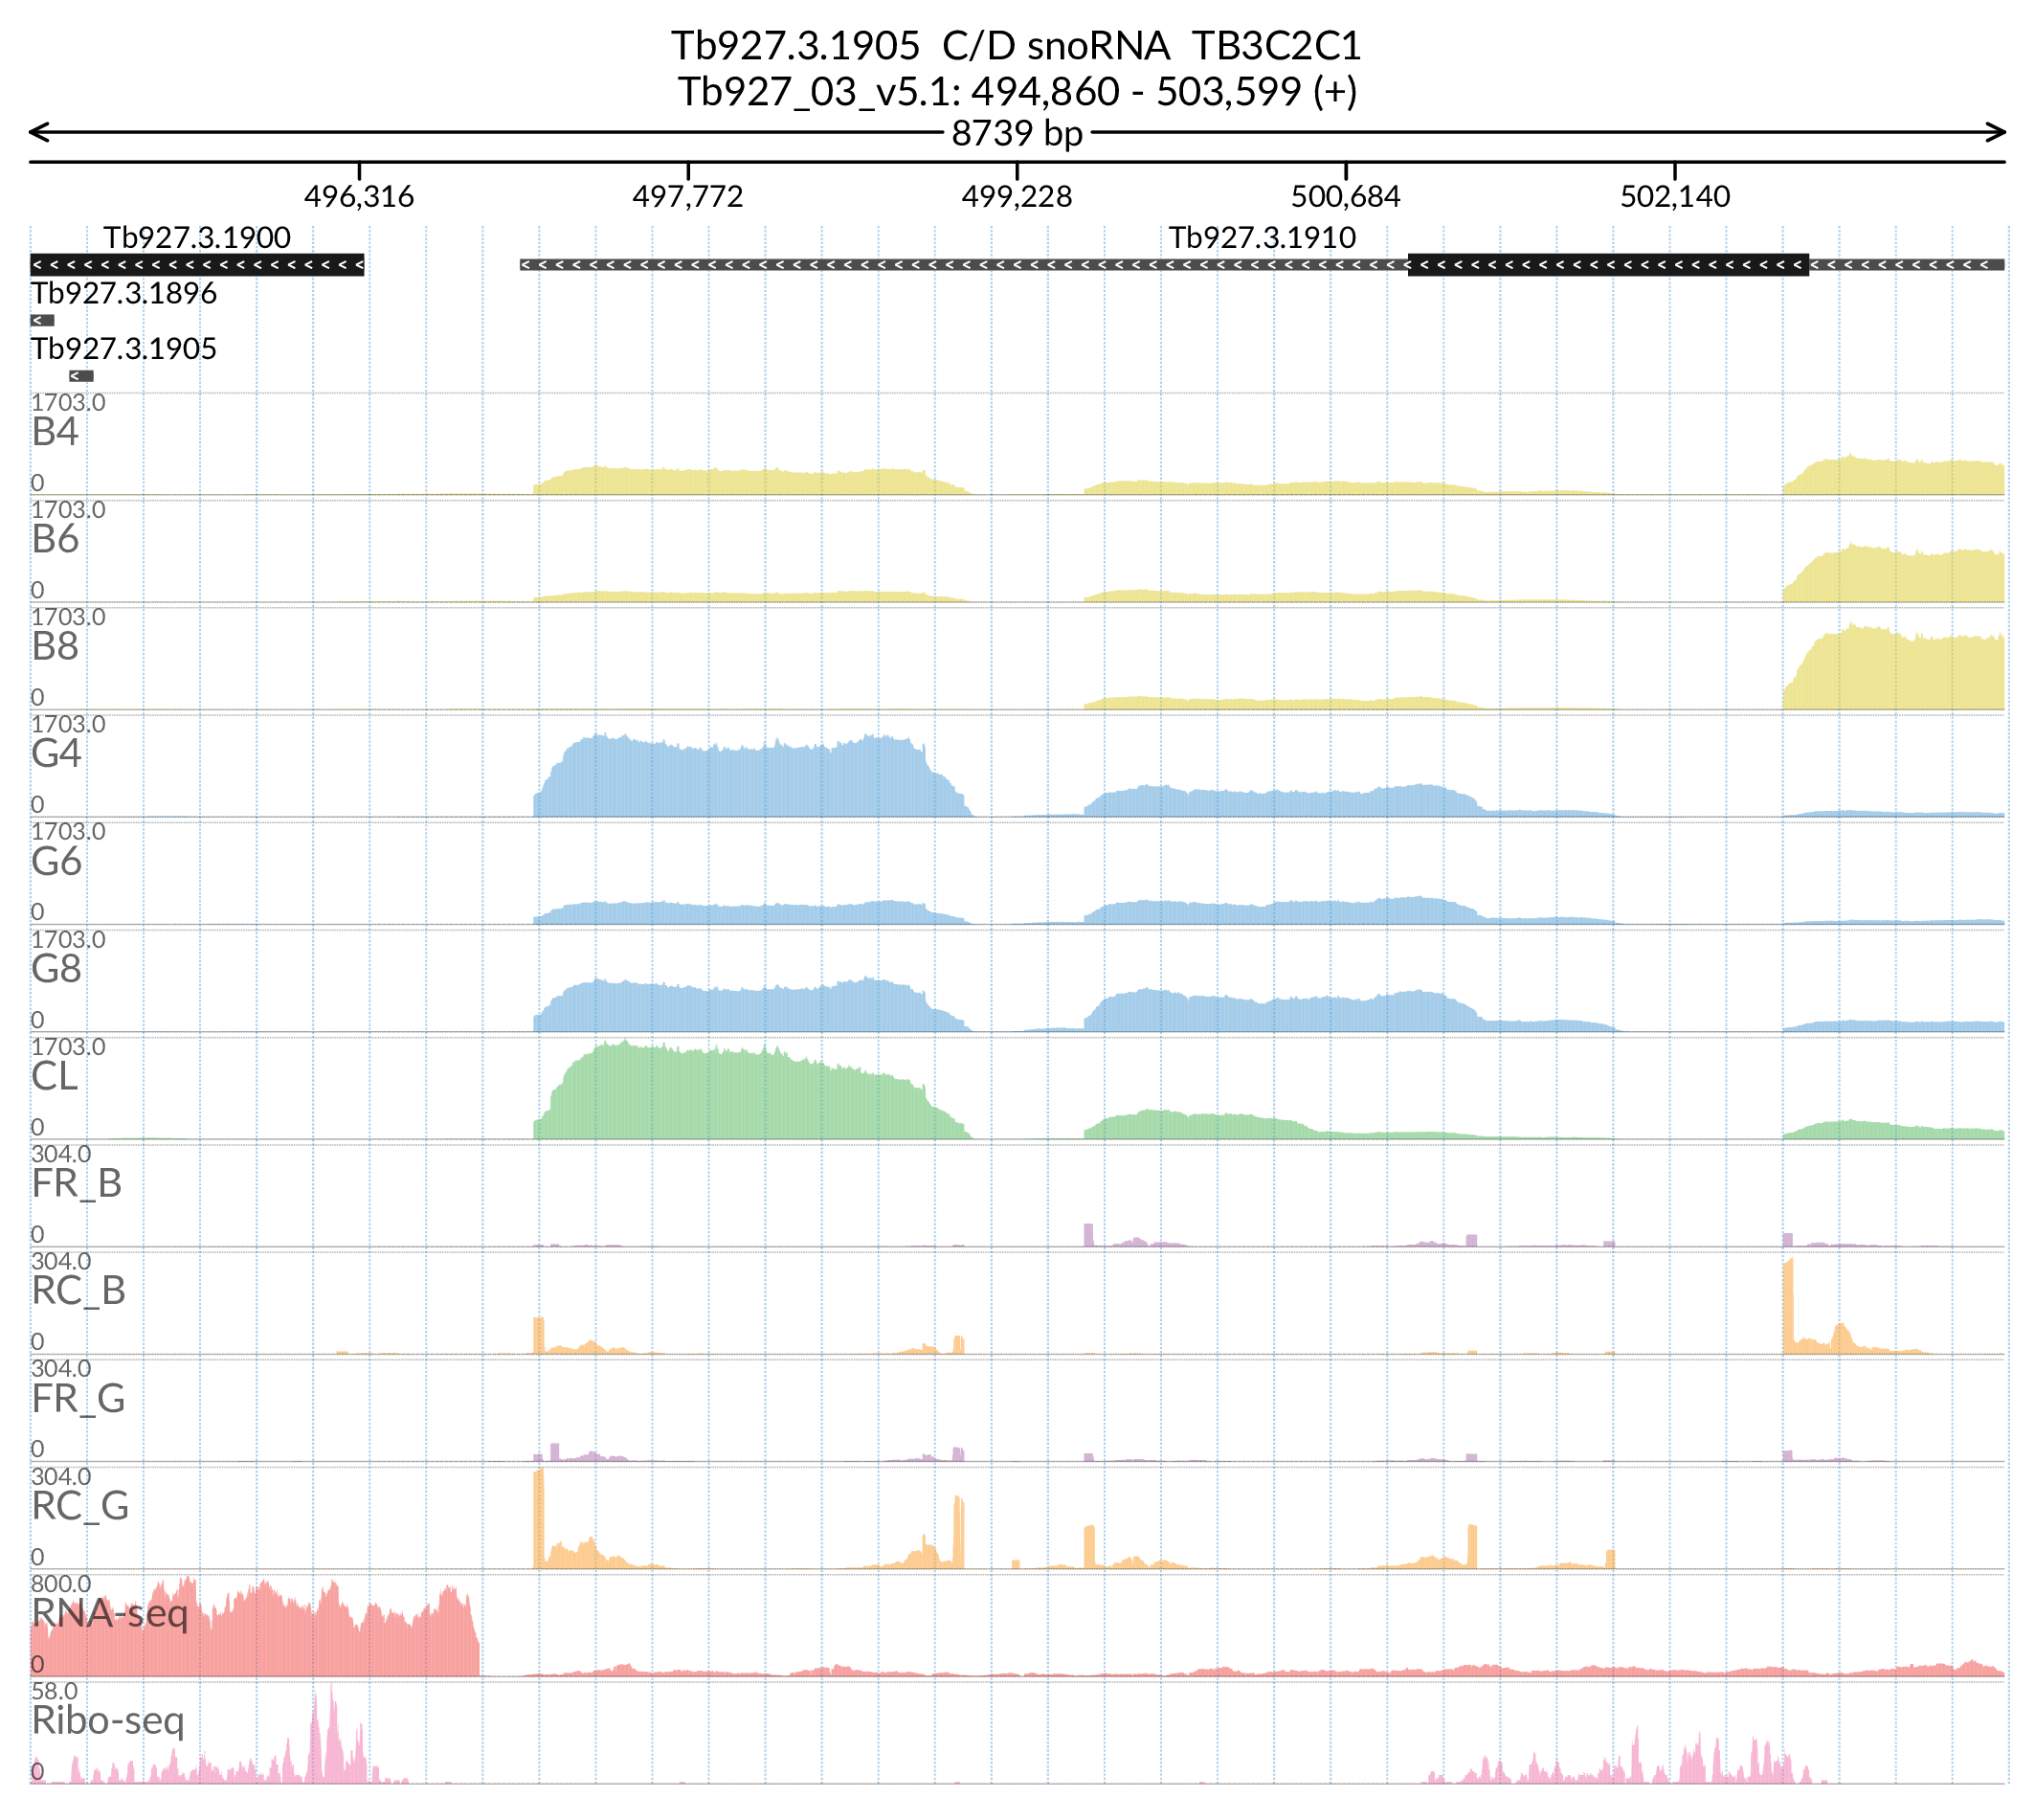 Tb927.3.1905 C/D snoRNA TB3C2C1
Tb927_03_v5.1: 494,860 - 503,599 (+)
8739 bp
496,316 497,772 499,228 500,684 502,140
Tb927.3.1900 Tb927.3.1910
Tb927.3.1896
Tb927.3.1905
1703.0
B4
0
1703.0
B6
0
1703.0
B8
0
1703.0
G4
0
1703.0
G6
0
1703.0
G8
0
1703.0
CL
0
304.0
FR_B
0
304.0
RC_B
0
304.0
FR_G
0
304.0
RC_G
0
800.0
RNA-seq
0
58.0
Ribo-seq
0